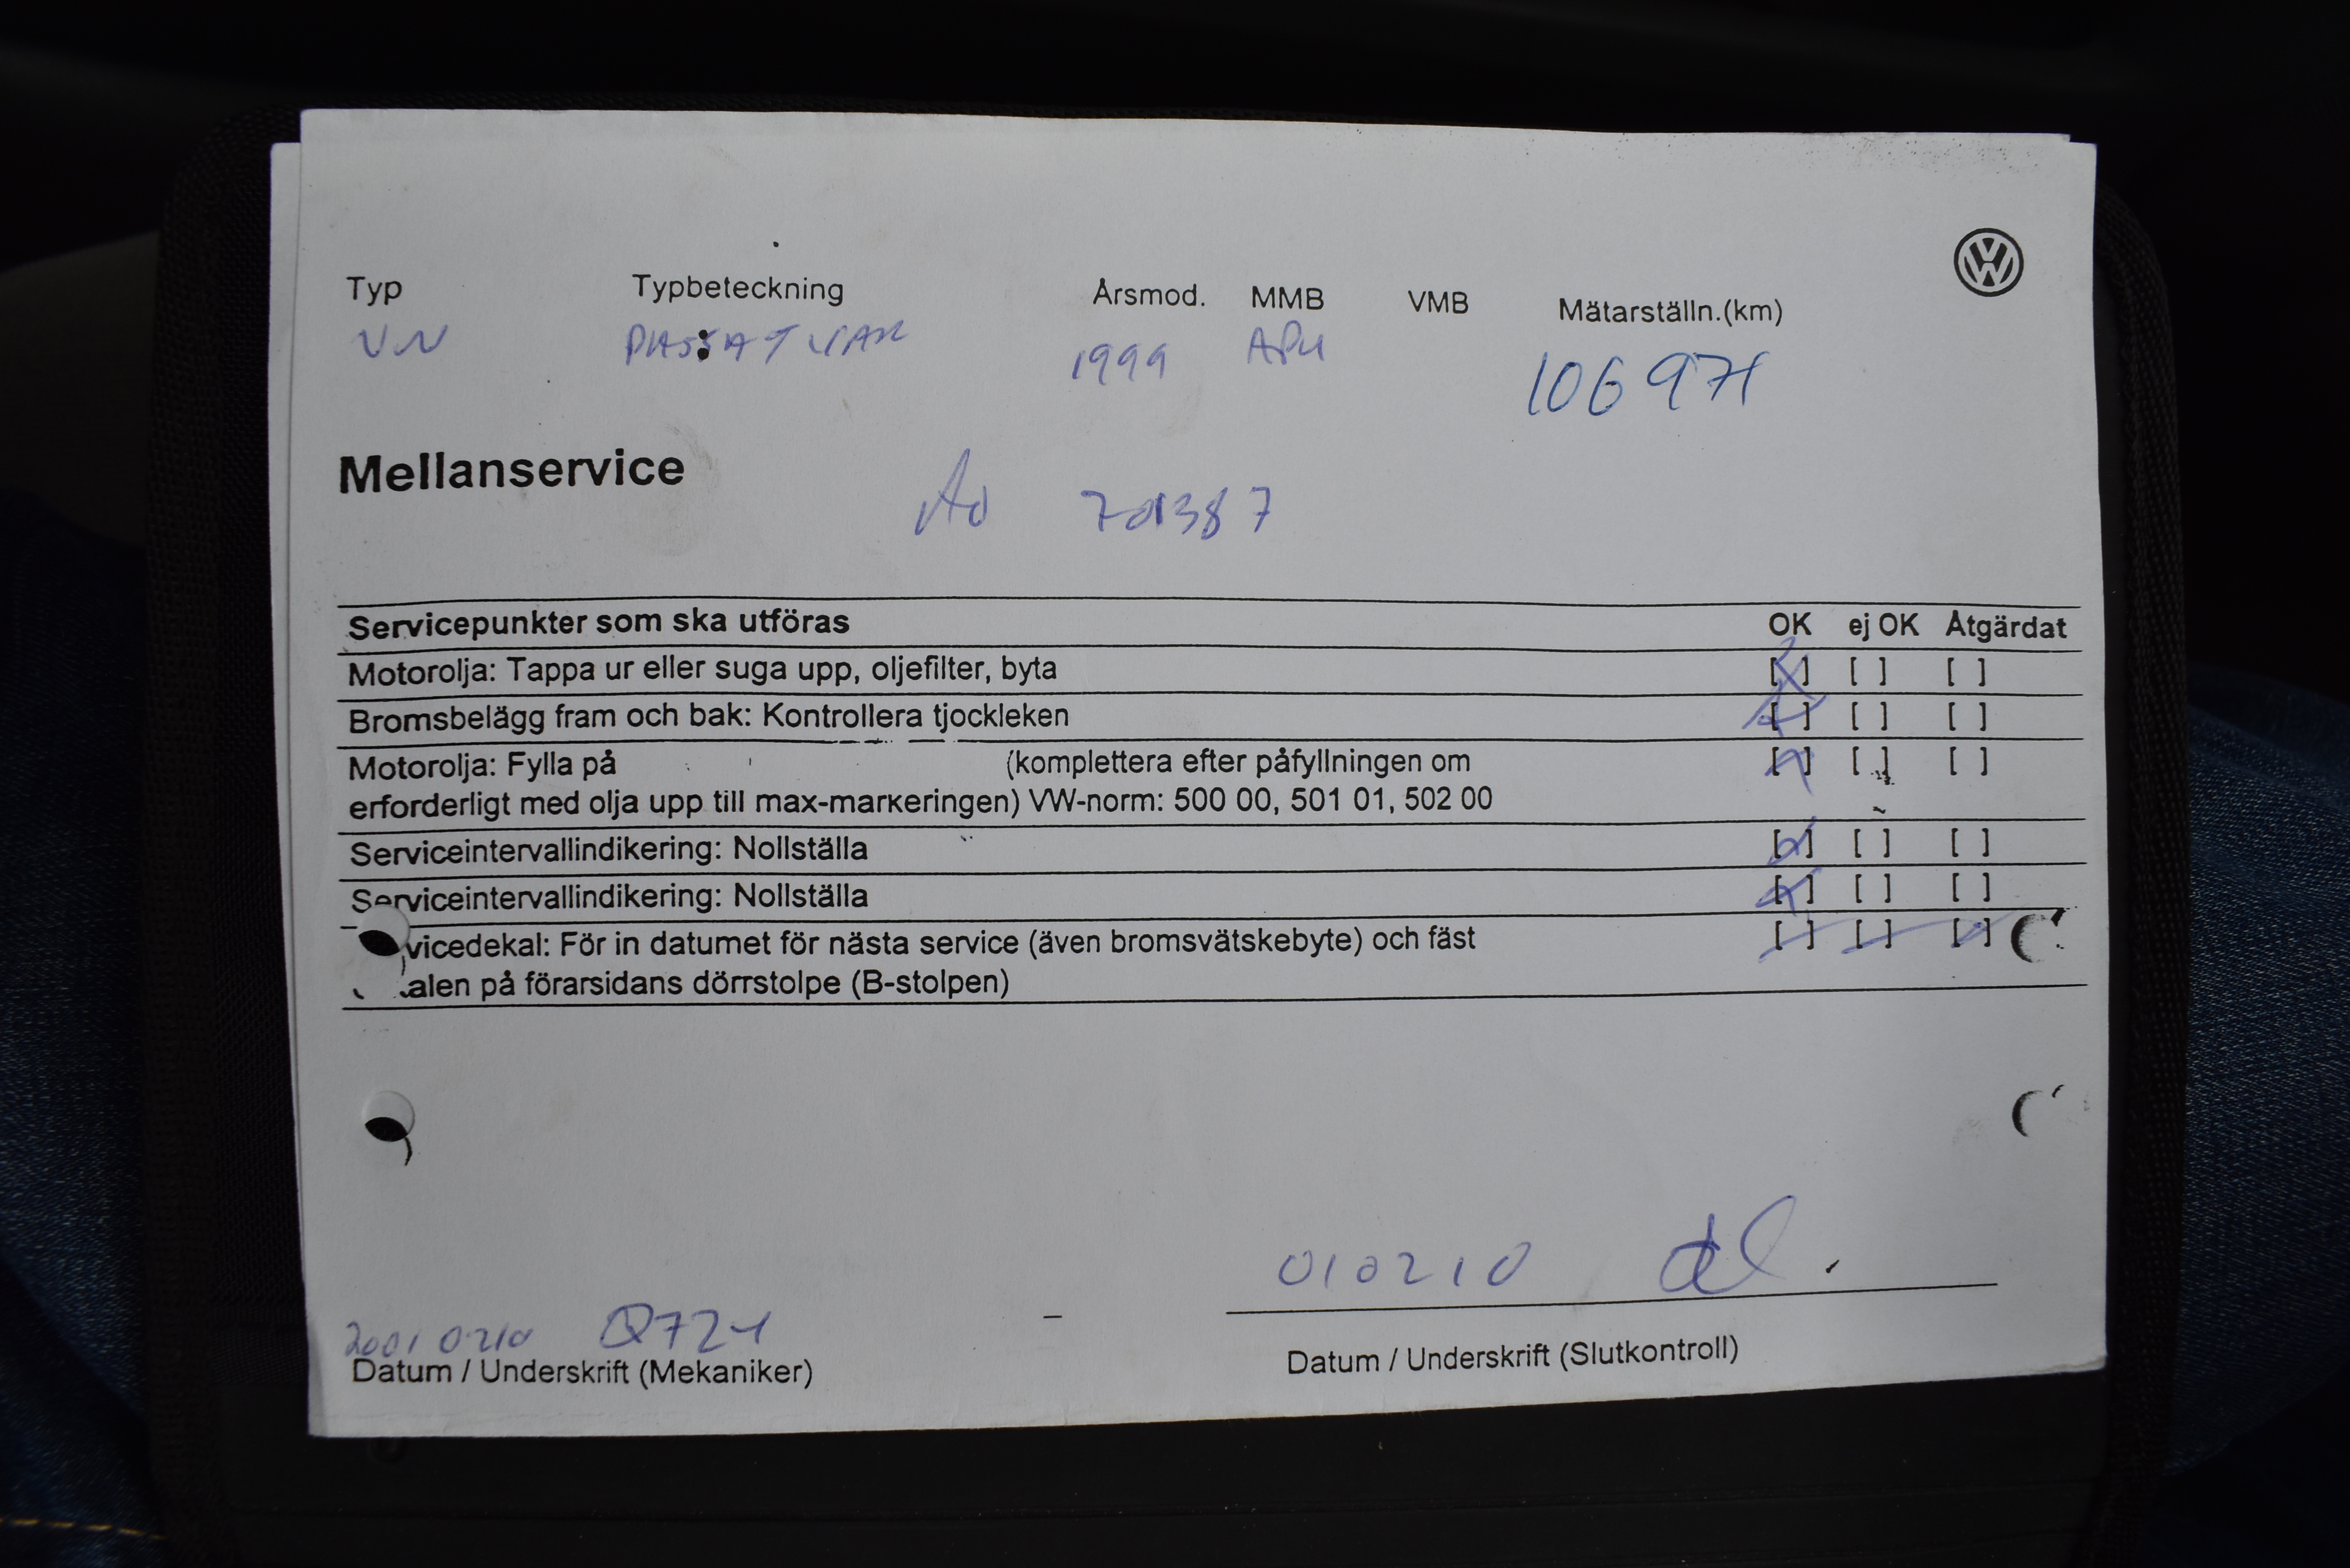 Typ Typbeteckning Årsmod. MMB VMB Mätarställn.(km)
VW PASSAT VAR 1999 APU 106971
Mellanservice
Ao 701387
Servicepunkter som ska utföras OK ej OK Åtgärdat
Motorolja: Tappa ur eller suga upp, oljefilter, byta [ ] [ ] [ ]
Bromsbelägg fram och bak: Kontrollera tjockleken [ ] [ ] [ ]
Motorolja: Fylla på (komplettera efter påfyllningen om [ ] [ ] [ ]
erforderligt med olja upp till max-markeringen) VW-norm: 500 00, 501 01, 502 00
Serviceintervallindikering: Nollställa [ ] [ ] [ ]
Serviceintervallindikering: Nollställa [ ] [ ] [ ]
vicedekal: För in datumet för nästa service (även bromsvätskebyte) och fäst [ ] [ ] [ ]
alen på förarsidans dörrstolpe (B-stolpen)
010210
20010210 Q724
Datum / Underskrift (Mekaniker) Datum / Underskrift (Slutkontroll)